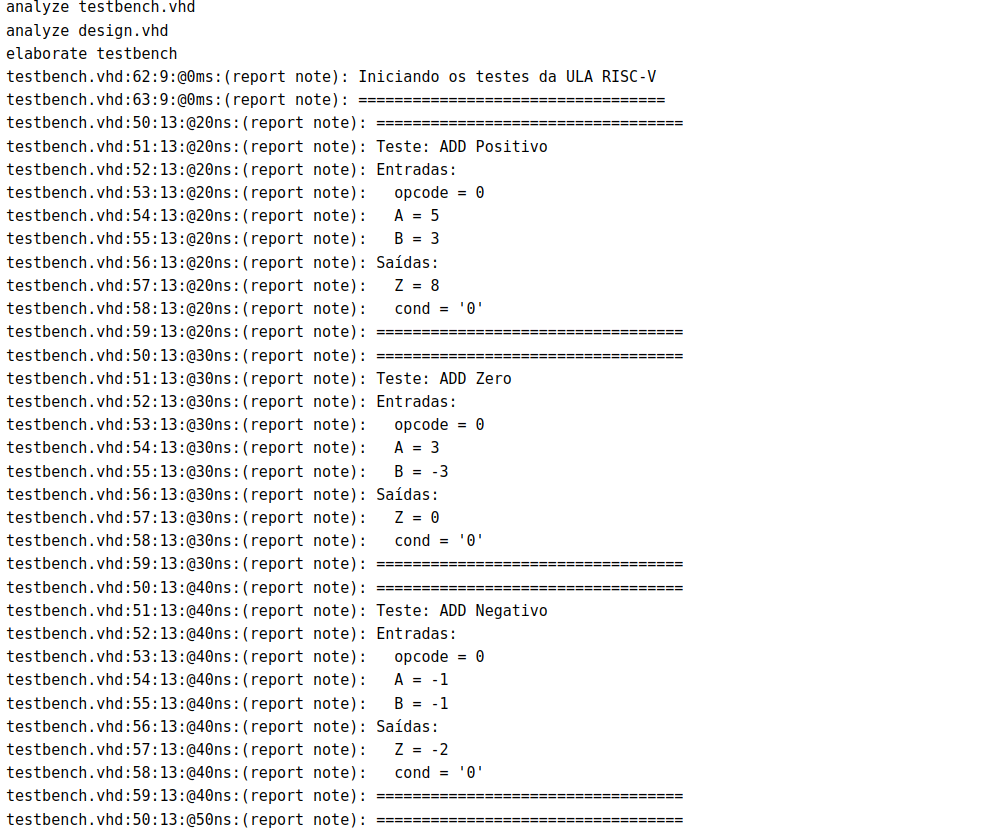 analyze testbench.vhd
analyze design.vhd
elaborate testbench
testbench.vhd:62:9:@0ms:(report note): Iniciando os testes da ULA RISC-V
testbench.vhd:63:9:@0ms:(report note): ==================================
testbench.vhd:50:13:@20ns:(report note): ==================================
testbench.vhd:51:13:@20ns:(report note): Teste: ADD Positivo
testbench.vhd:52:13:@20ns:(report note): Entradas:
testbench.vhd:53:13:@20ns:(report note):   opcode = 0
testbench.vhd:54:13:@20ns:(report note):   A = 5
testbench.vhd:55:13:@20ns:(report note):   B = 3
testbench.vhd:56:13:@20ns:(report note): Saídas:
testbench.vhd:57:13:@20ns:(report note):   Z = 8
testbench.vhd:58:13:@20ns:(report note):   cond = '0'
testbench.vhd:59:13:@20ns:(report note): ==================================
testbench.vhd:50:13:@30ns:(report note): ==================================
testbench.vhd:51:13:@30ns:(report note): Teste: ADD Zero
testbench.vhd:52:13:@30ns:(report note): Entradas:
testbench.vhd:53:13:@30ns:(report note):   opcode = 0
testbench.vhd:54:13:@30ns:(report note):   A = 3
testbench.vhd:55:13:@30ns:(report note):   B = -3
testbench.vhd:56:13:@30ns:(report note): Saídas:
testbench.vhd:57:13:@30ns:(report note):   Z = 0
testbench.vhd:58:13:@30ns:(report note):   cond = '0'
testbench.vhd:59:13:@30ns:(report note): ==================================
testbench.vhd:50:13:@40ns:(report note): ==================================
testbench.vhd:51:13:@40ns:(report note): Teste: ADD Negativo
testbench.vhd:52:13:@40ns:(report note): Entradas:
testbench.vhd:53:13:@40ns:(report note):   opcode = 0
testbench.vhd:54:13:@40ns:(report note):   A = -1
testbench.vhd:55:13:@40ns:(report note):   B = -1
testbench.vhd:56:13:@40ns:(report note): Saídas:
testbench.vhd:57:13:@40ns:(report note):   Z = -2
testbench.vhd:58:13:@40ns:(report note):   cond = '0'
testbench.vhd:59:13:@40ns:(report note): ==================================
testbench.vhd:50:13:@50ns:(report note): ==================================